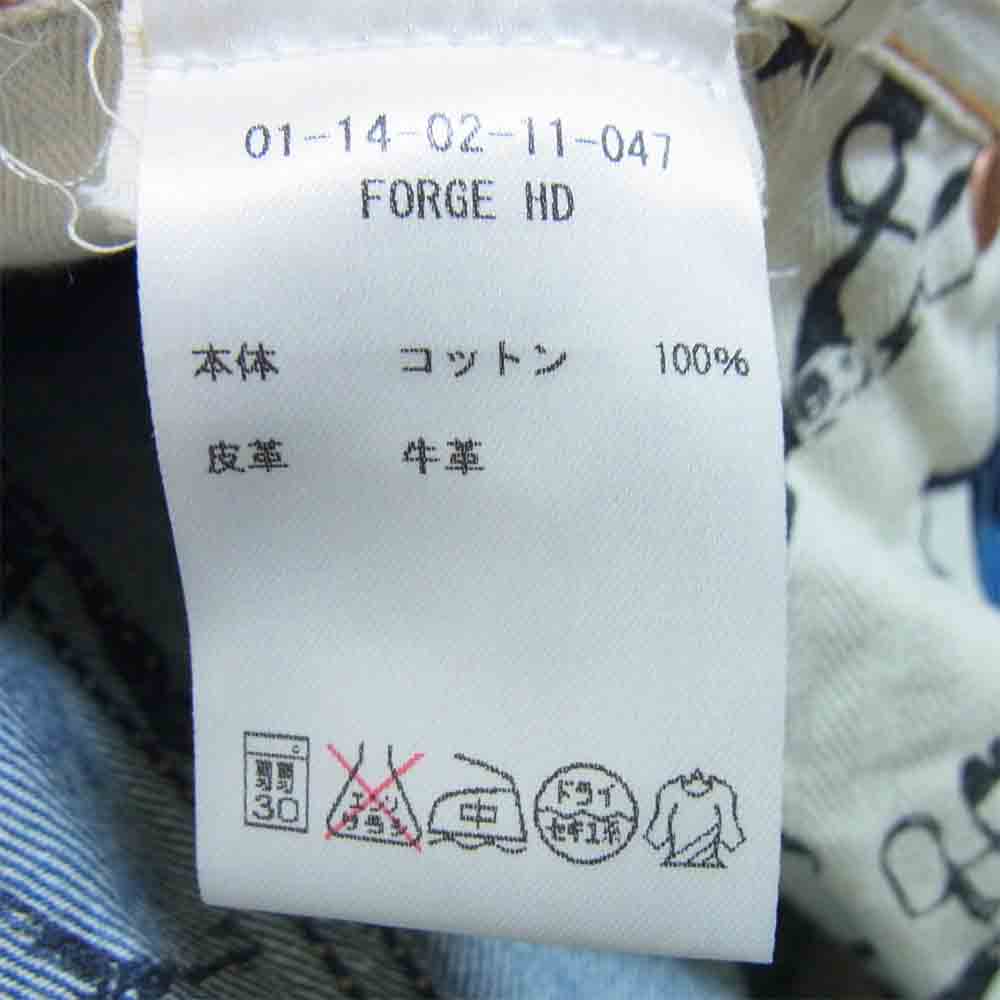 01-14-02-11-047
FORGE HD
本体 コットン 100%
皮革 牛革
30
エンソ
サラシ
中
ドライ
セキユ系